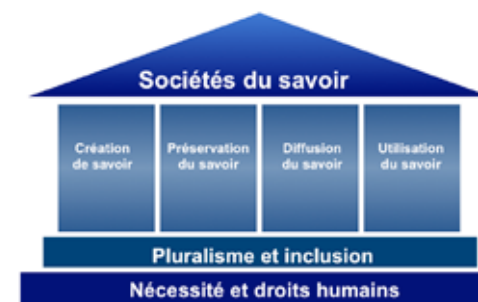 Sociétés du savoir
Création
de savoir
Préservation
du savoir
Diffusion
du savoir
Utilisation
du savoir
Pluralisme et inclusion
Nécessité et droits humains